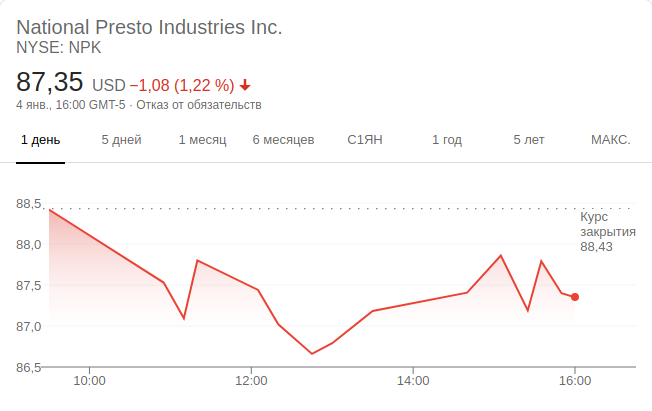 National Presto Industries Inc.
NYSE: NPK
87,35 USD −1,08 (1,22 %)
4 янв., 16:00 GMT-5 · Отказ от обязательств
1 день 5 дней 1 месяц 6 месяцев С1ЯН 1 год 5 лет МАКС.
88,5
Курс
закрытия
88,43
88,0
87,5
87,0
86,5
10:00 12:00 14:00 16:00